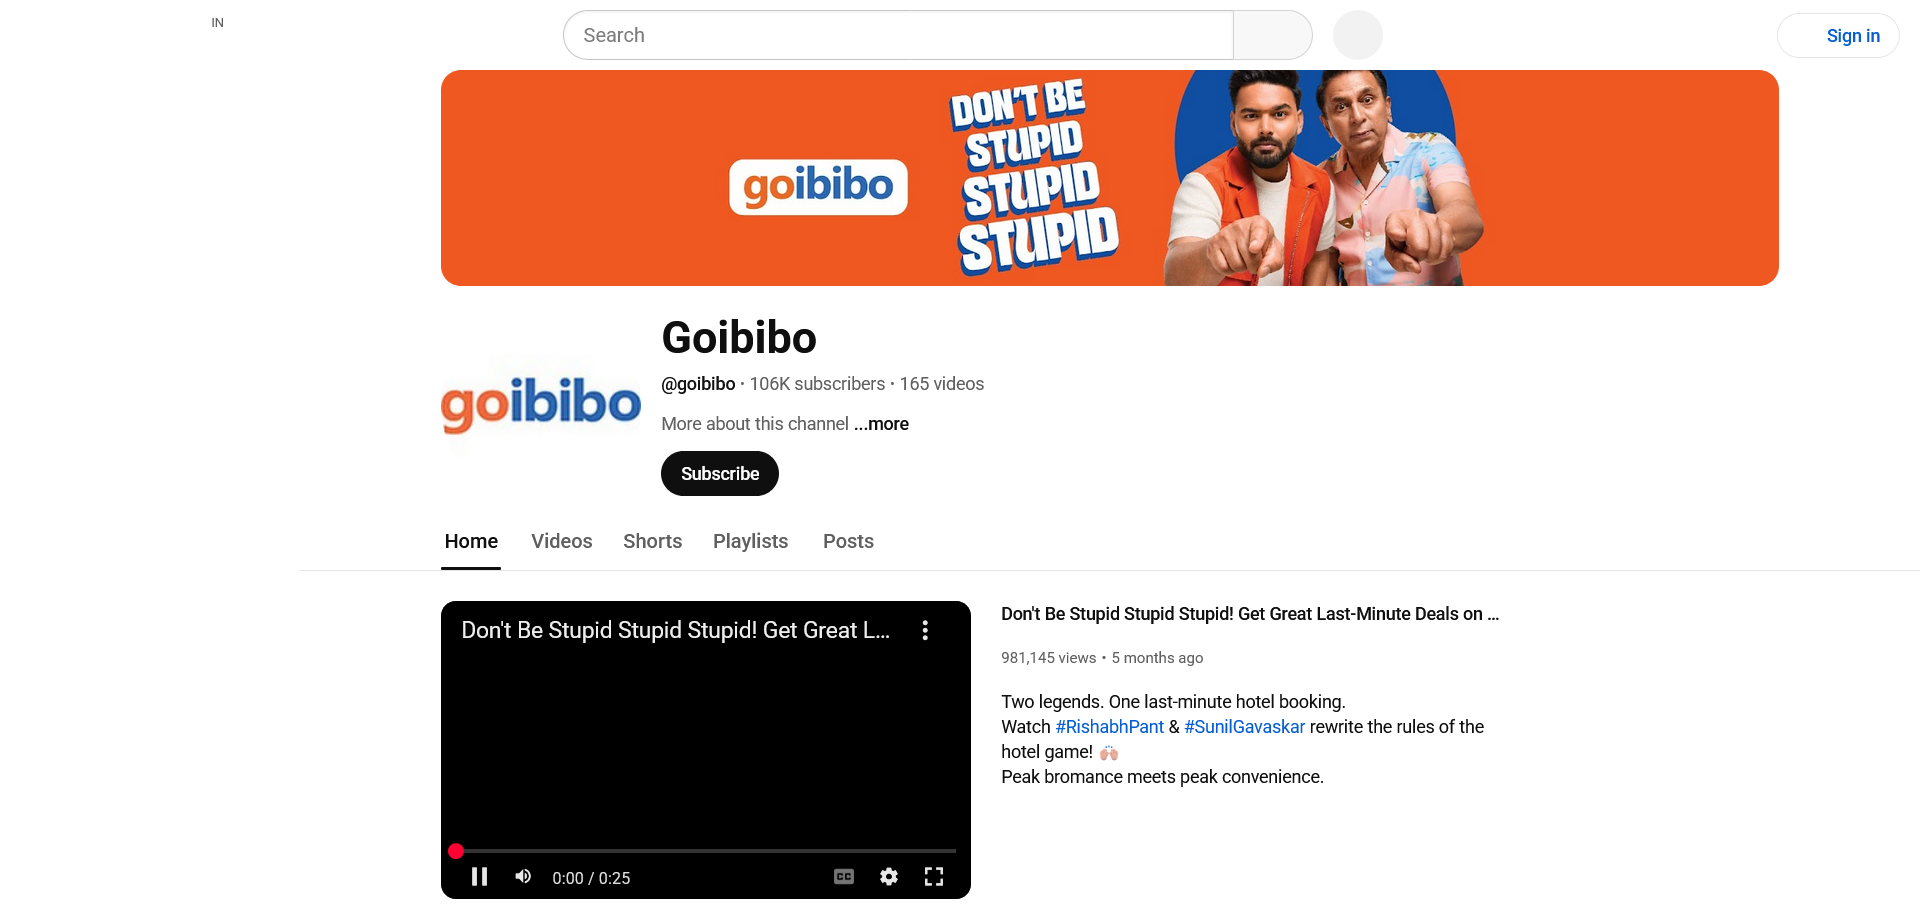 IN
Search
Sign in
goibibo
DON'T BE
STUPID
STUPID
STUPID
goibibo
Goibibo
@goibibo • 106K subscribers • 165 videos
More about this channel ...more
Subscribe
Home Videos Shorts Playlists Posts
Don't Be Stupid Stupid Stupid! Get Great L...
0:00 / 0:25
CC
Don't Be Stupid Stupid Stupid! Get Great Last-Minute Deals on ...
981,145 views • 5 months ago
Two legends. One last-minute hotel booking.
Watch #RishabhPant & #SunilGavaskar rewrite the rules of the
hotel game! 🙌🏻
Peak bromance meets peak convenience.